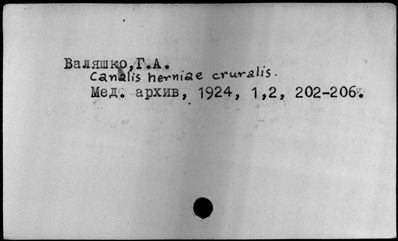 Валяшко,Г.А.
Canalis herniae cruralis.
Мед. архив, 1924, 1,2, 202-206.